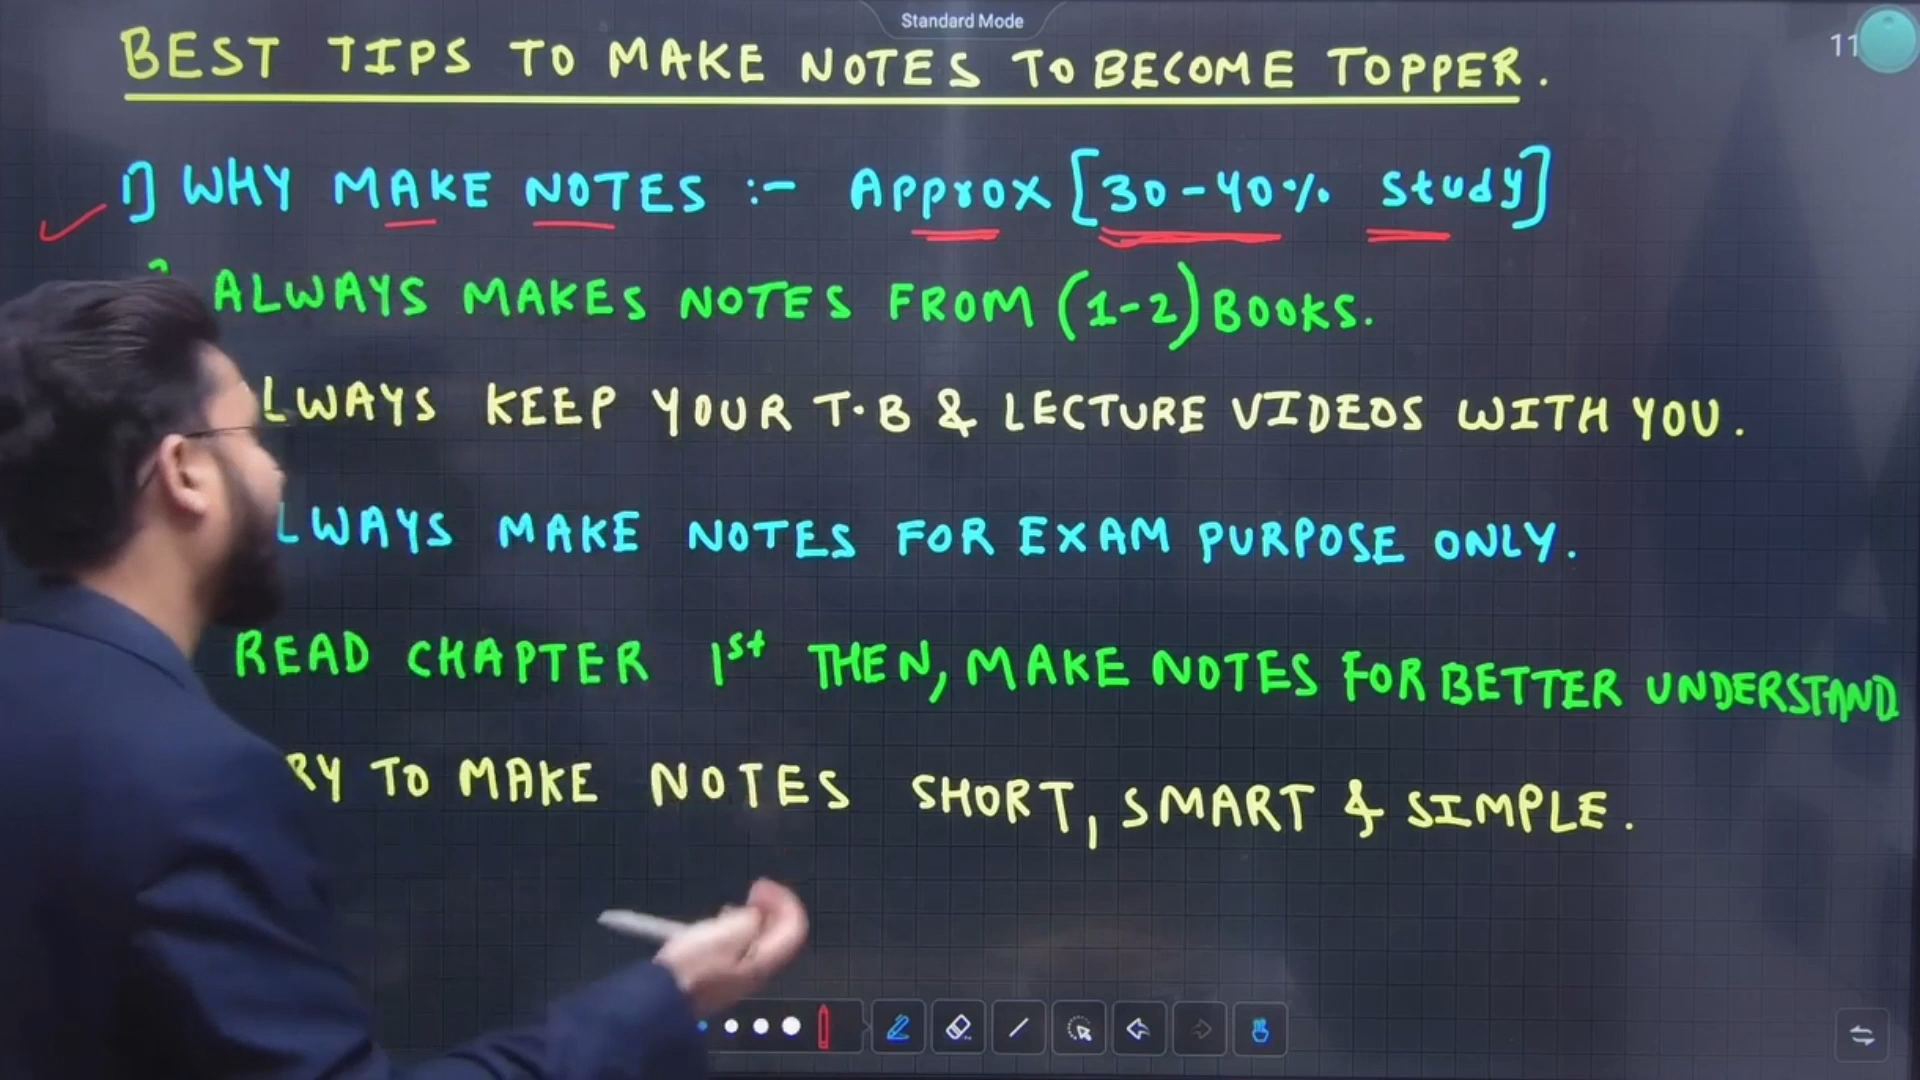 Standard Mode
11
BEST TIPS TO MAKE NOTES TO BECOME TOPPER.
1] WHY MAKE NOTES :- Approx [30-40% Study]
ALWAYS MAKES NOTES FROM (1-2) BOOKS.
LWAYS KEEP YOUR T.B & LECTURE VIDEOS WITH YOU.
LWAYS MAKE NOTES FOR EXAM PURPOSE ONLY.
READ CHAPTER 1st THEN, MAKE NOTES FOR BETTER UNDERSTAND
RY TO MAKE NOTES SHORT, SMART & SIMPLE.